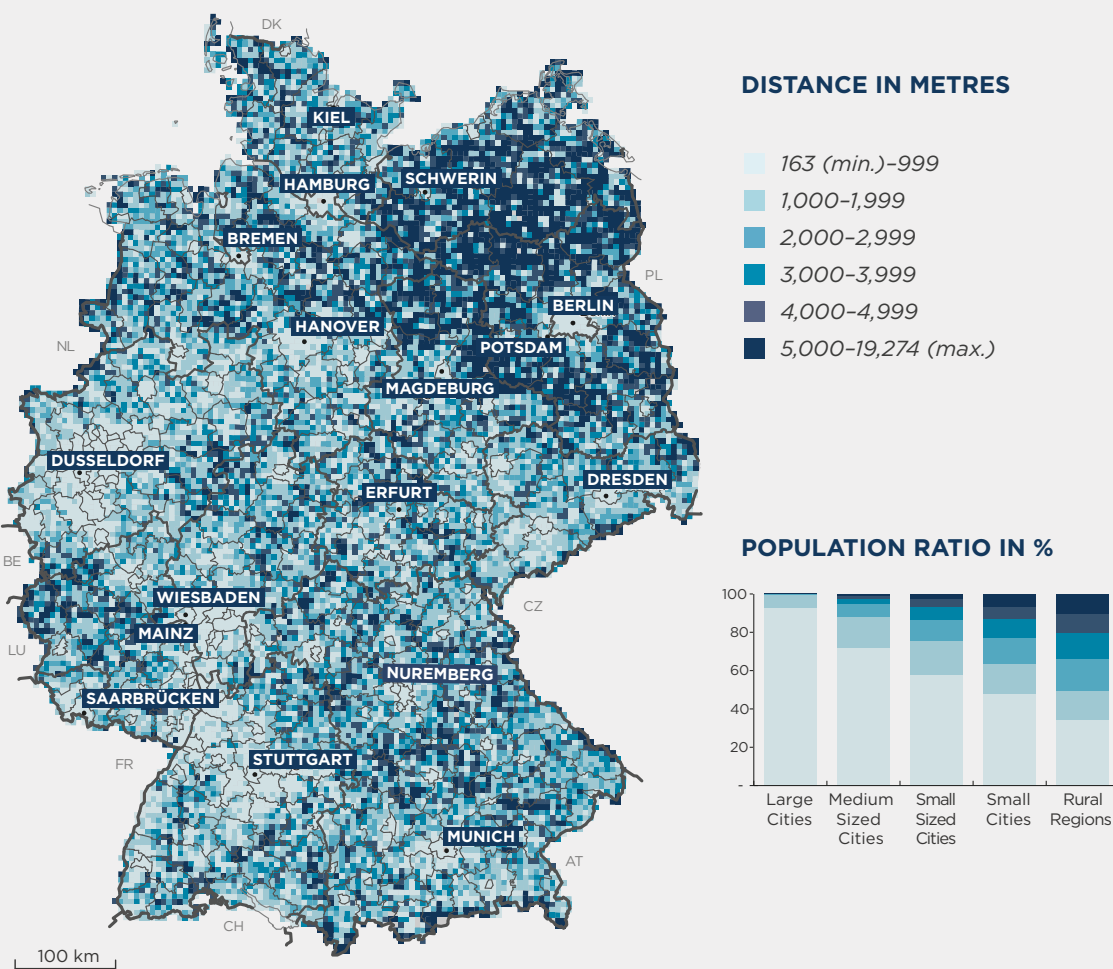 DK
KIEL
HAMBURG
SCHWERIN
BREMEN
PL
BERLIN
HANOVER
NL
POTSDAM
MAGDEBURG
DUSSELDORF
DRESDEN
ERFURT
BE
WIESBADEN
CZ
MAINZ
LU
NUREMBERG
SAARBRÜCKEN
FR
STUTTGART
MUNICH
AT
CH
100 km
DISTANCE IN METRES
163 (min.)–999
1,000–1,999
2,000–2,999
3,000–3,999
4,000–4,999
5,000–19,274 (max.)
POPULATION RATIO IN %
100
80
60
40
20
-
Large
Cities
Medium
Sized
Cities
Small
Sized
Cities
Small
Cities
Rural
Regions